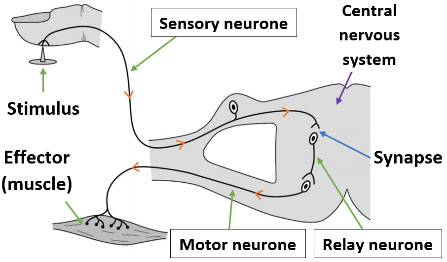 Sensory neurone
Central
nervous
system
Stimulus
Effector
(muscle)
Synapse
Motor neurone
Relay neurone